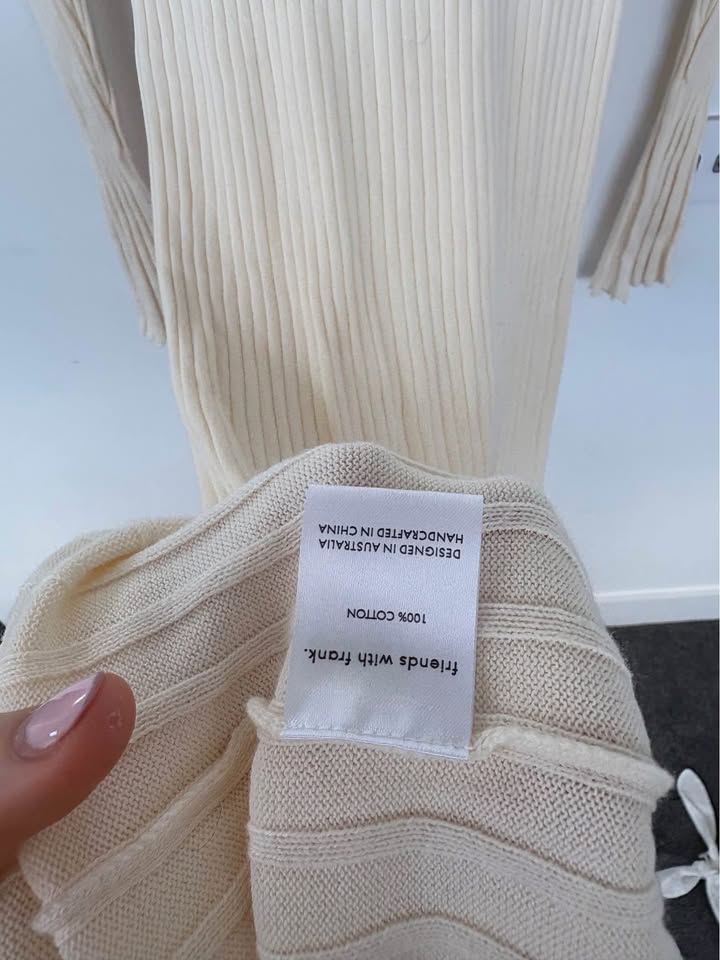 friends with frank.
100% COTTON
DESIGNED IN AUSTRALIA
HANDCRAFTED IN CHINA